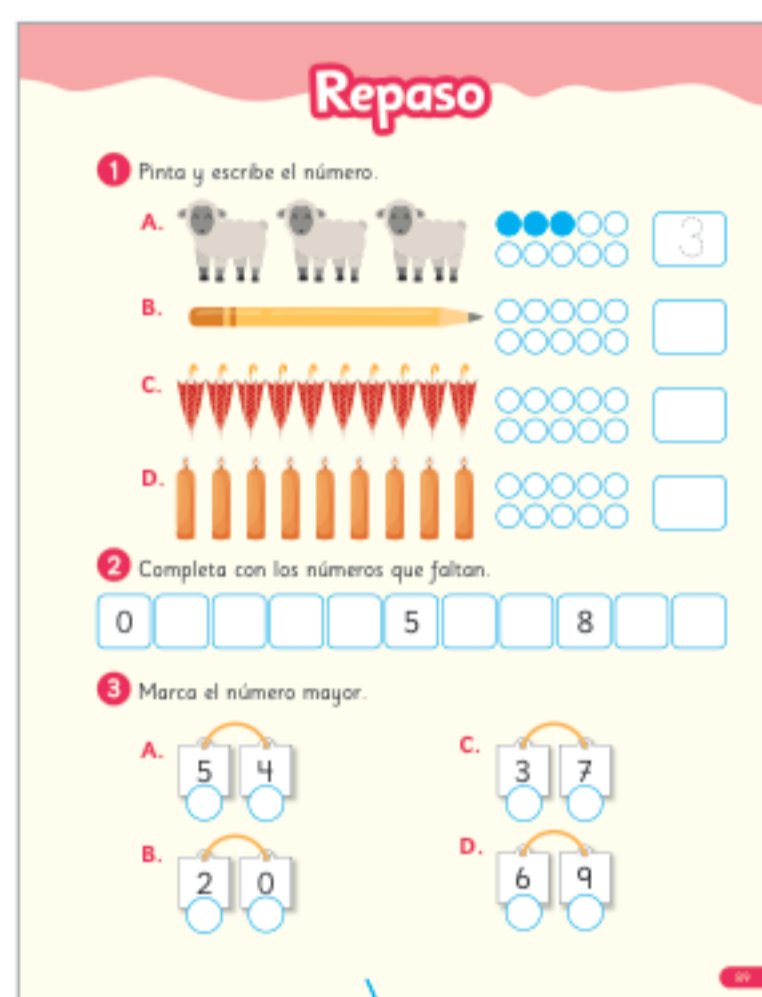 Repaso
1 Pinta y escribe el número.
A. 3
B.
C.
D.
2 Completa con los números que faltan.
0 5 8
3 Marca el número mayor.
A. 5 4 C. 3 7
B. 2 0 D. 6 9
89